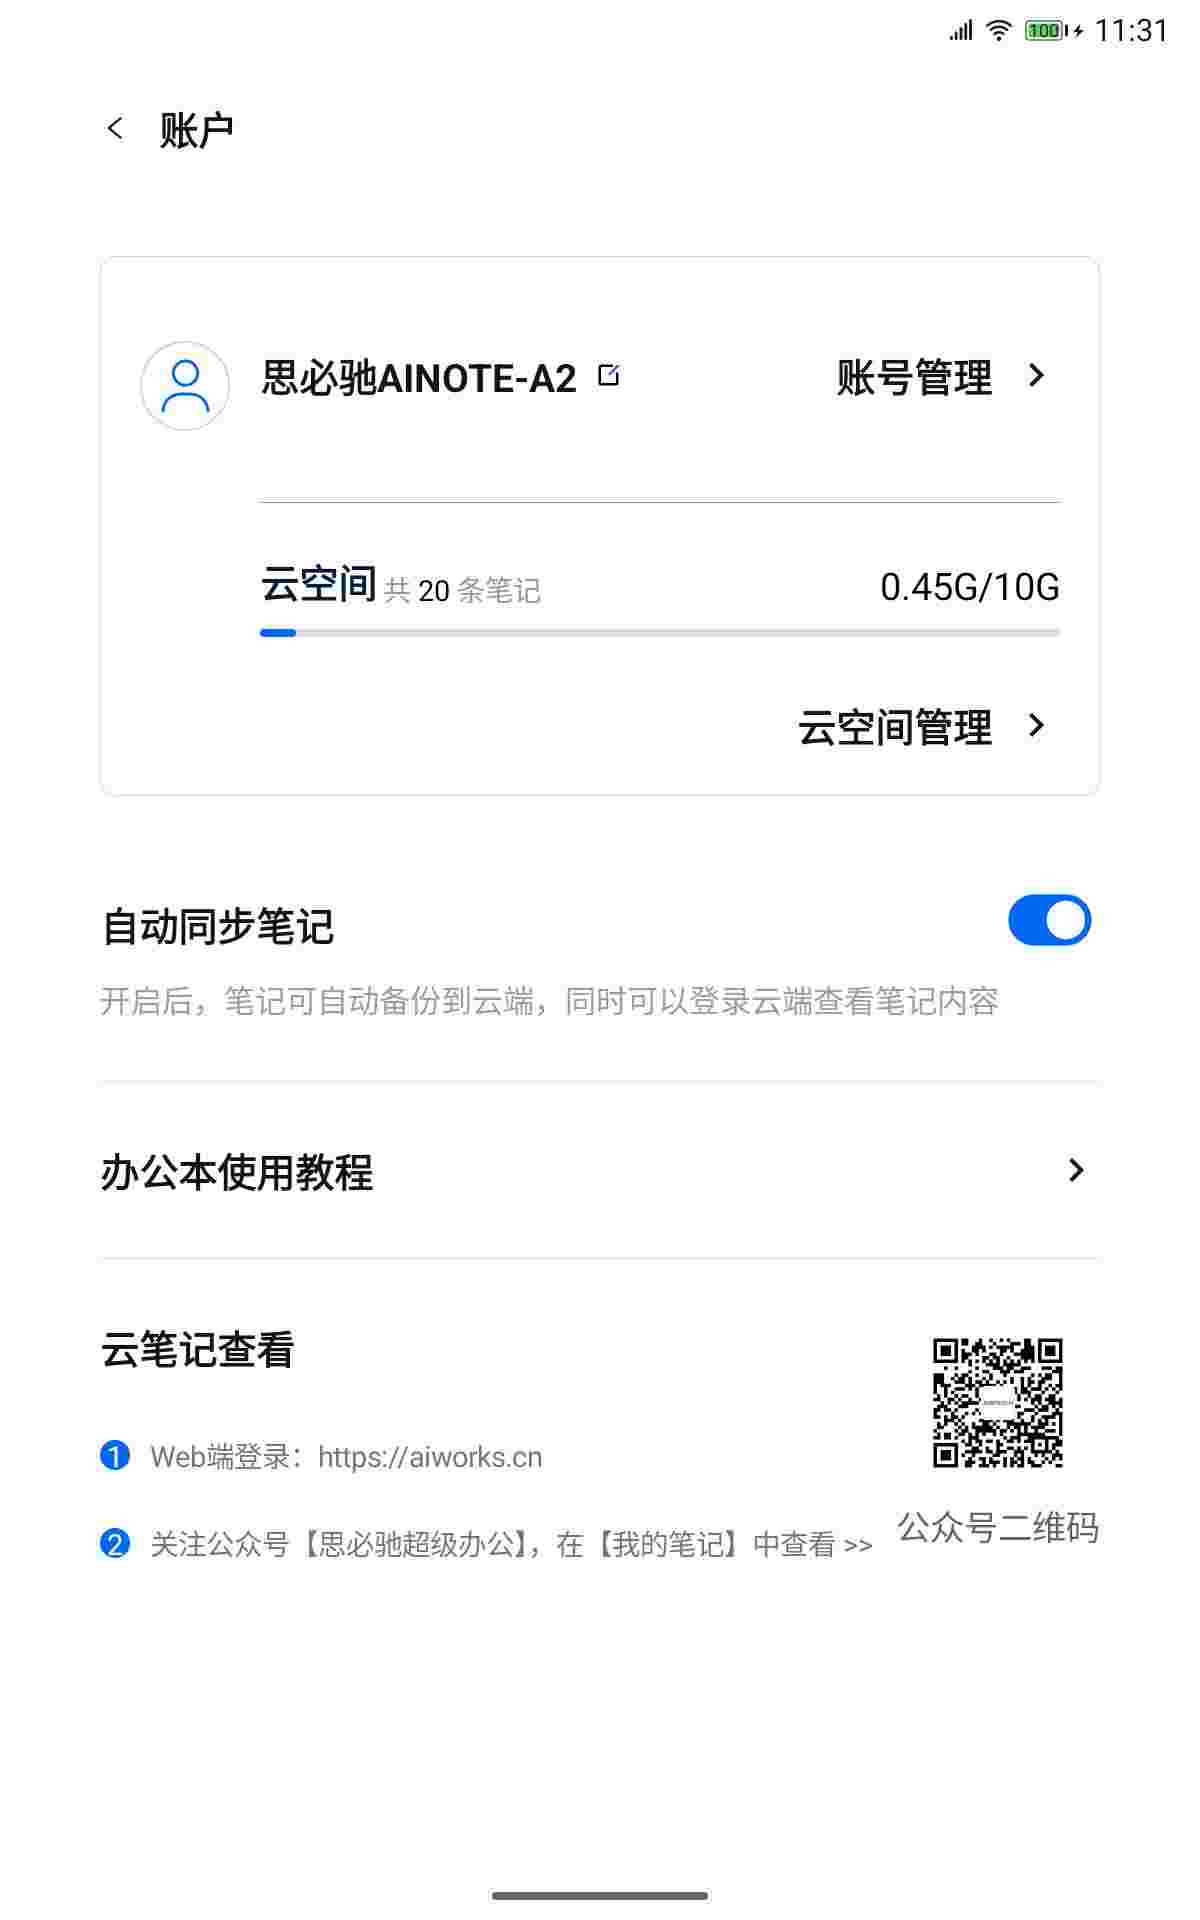 100 11:31
账户
思必驰AINOTE-A2 账号管理
云空间 共 20 条笔记 0.45G/10G
云空间管理
自动同步笔记
开启后，笔记可自动备份到云端，同时可以登录云端查看笔记内容
办公本使用教程
云笔记查看
1 Web端登录：https://aiworks.cn
2 关注公众号【思必驰超级办公】，在【我的笔记】中查看 >>
公众号二维码